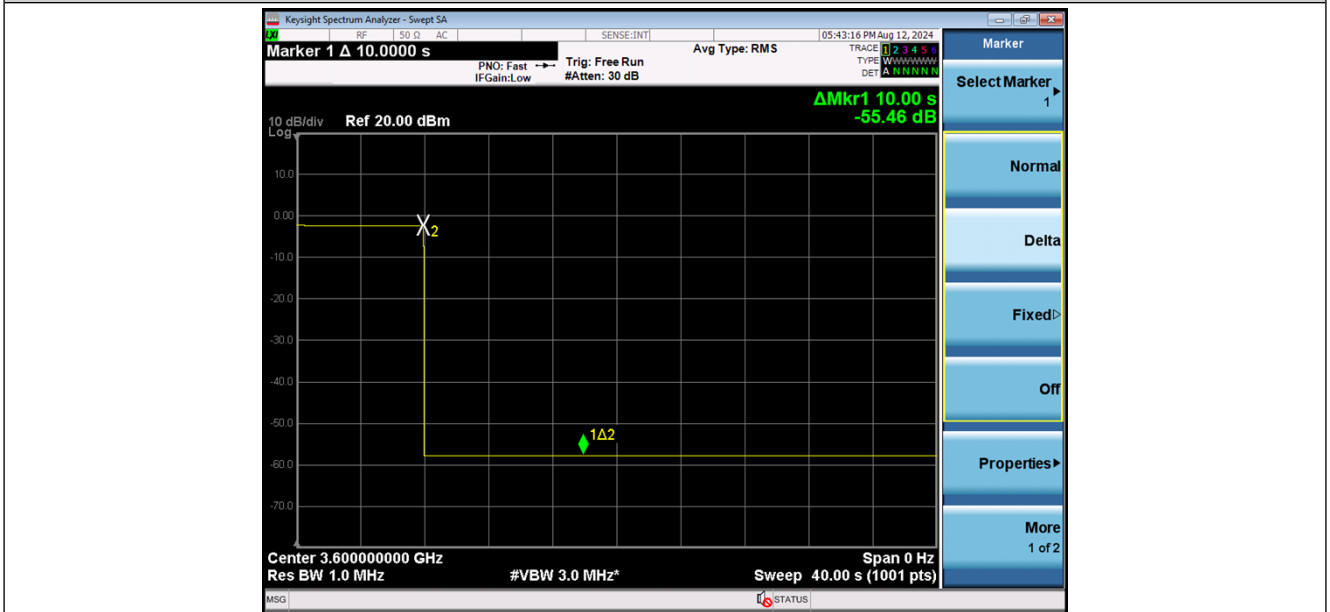 Keysight Spectrum Analyzer - Swept SA
LXI RF 50 Ω AC SENSE:INT 05:43:16 PM Aug 12, 2024
Marker 1 Δ 10.0000 s
PNO: Fast
IFGain:Low
Trig: Free Run
#Atten: 30 dB
Avg Type: RMS
TRACE 1 2 3 4 5 6
TYPE WWWWWW
DET A N N N N N
ΔMkr1 10.00 s
-55.46 dB
10 dB/div Ref 20.00 dBm
Log
10.0
0.00
-10.0
-20.0
-30.0
-40.0
-50.0
-60.0
-70.0
X2
1Δ2
Center 3.600000000 GHz Span 0 Hz
Res BW 1.0 MHz #VBW 3.0 MHz* Sweep 40.00 s (1001 pts)
MSG STATUS
Marker
Select Marker
1
Normal
Delta
Fixed
Off
Properties
More
1 of 2